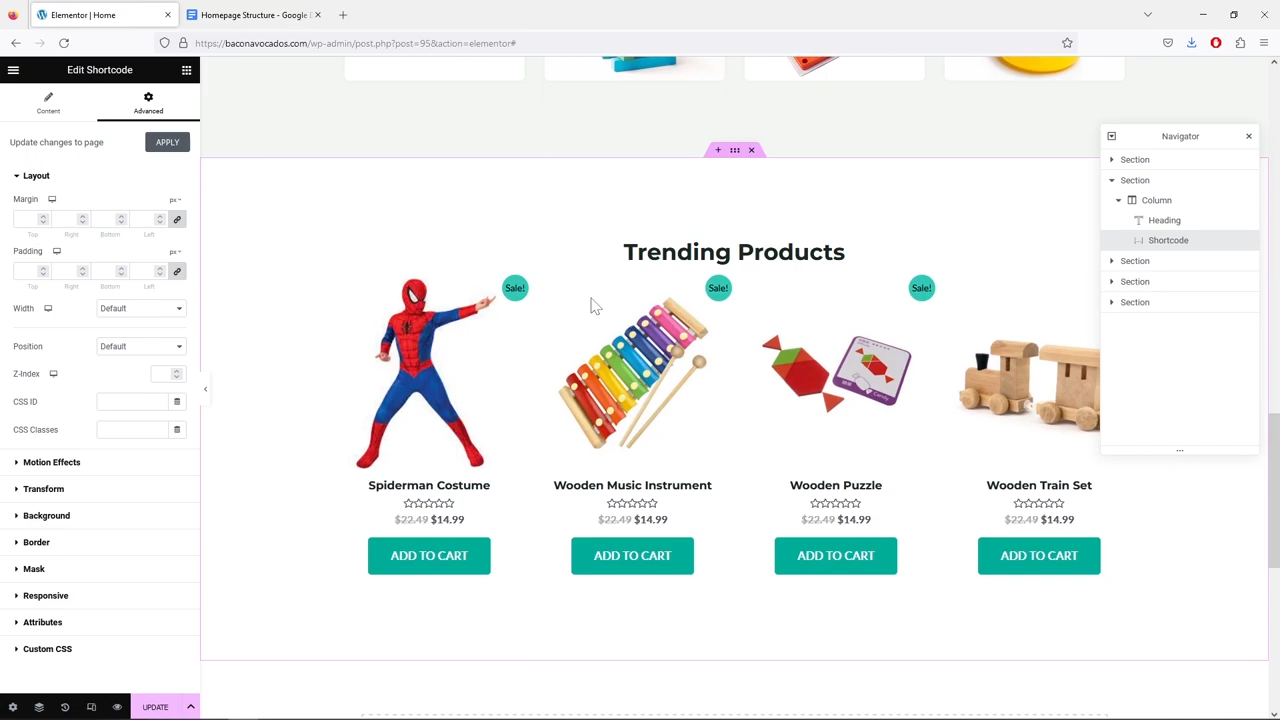 Elementor | Home
Homepage Structure - Google
https://baconavocados.com/wp-admin/post.php?post=95&action=elementor#
Edit Shortcode
Content
Advanced
Update changes to page
APPLY
Layout
Margin
px
Top Right Bottom Left
Padding
px
Top Right Bottom Left
Width
Default
Position
Default
Z-Index
CSS ID
CSS Classes
Motion Effects
Transform
Background
Border
Mask
Responsive
Attributes
Custom CSS
UPDATE
Trending Products
Sale!
Sale!
Sale!
Spiderman Costume
$22.49 $14.99
ADD TO CART
Wooden Music Instrument
$22.49 $14.99
ADD TO CART
Wooden Puzzle
$22.49 $14.99
ADD TO CART
Wooden Train Set
$22.49 $14.99
ADD TO CART
Navigator
Section
Section
Column
Heading
Shortcode
Section
Section
Section